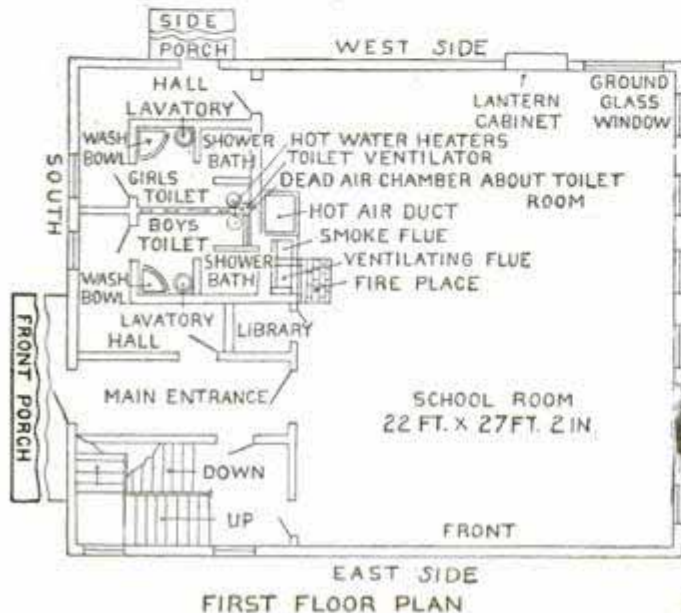 SIDE
PORCH
WEST SIDE
HALL
LAVATORY
LANTERN
CABINET
GROUND
GLASS
WINDOW
WASH
BOWL
SHOWER
BATH
HOT WATER HEATERS
TOILET VENTILATOR
DEAD AIR CHAMBER ABOUT TOILET
ROOM
GIRLS
TOILET
SOUTH
HOT AIR DUCT
BOYS
TOILET
SMOKE FLUE
VENTILATING FLUE
FIRE PLACE
WASH
BOWL
SHOWER
BATH
LAVATORY
HALL
LIBRARY
FRONT PORCH
MAIN ENTRANCE
SCHOOL ROOM
22 FT. X 27 FT. 2 IN.
DOWN
UP
FRONT
EAST SIDE
FIRST FLOOR PLAN